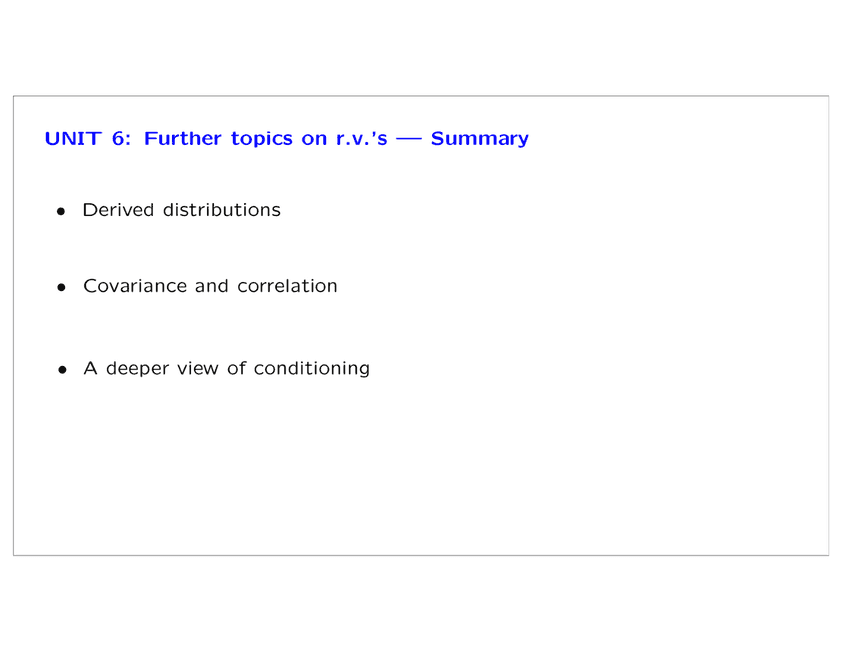 UNIT 6: Further topics on r.v.'s — Summary
• Derived distributions
• Covariance and correlation
• A deeper view of conditioning